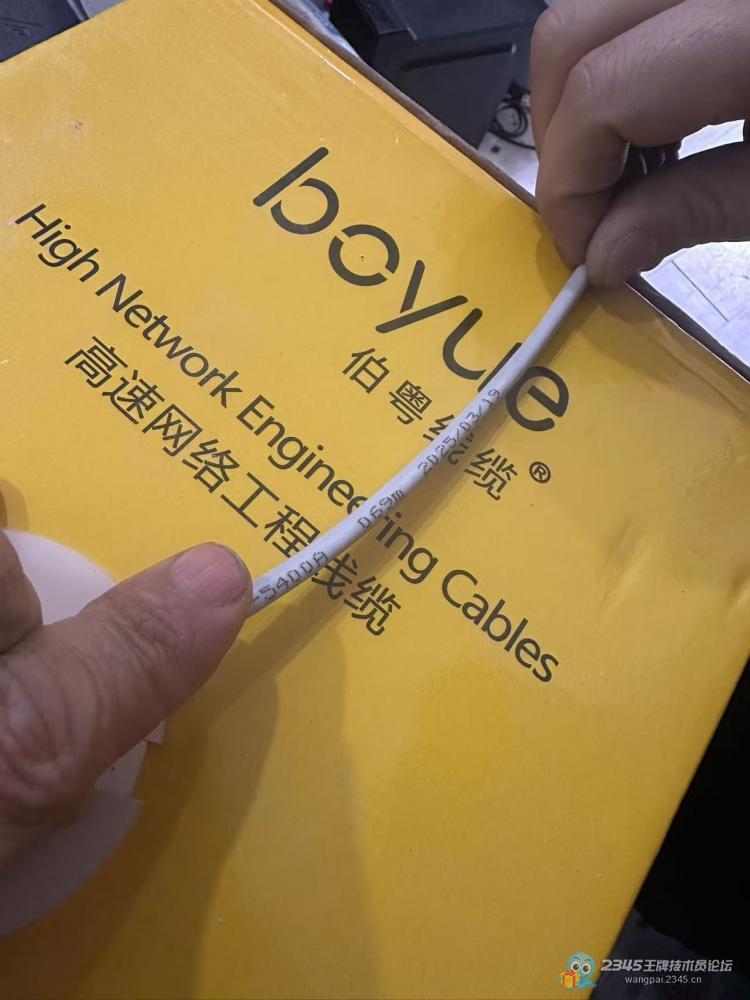 boyue
伯粤线缆®
High Network Engineering Cables
高速网络工程线缆
2025/03/19
2345王牌技术员论坛
wangpai.2345.cn